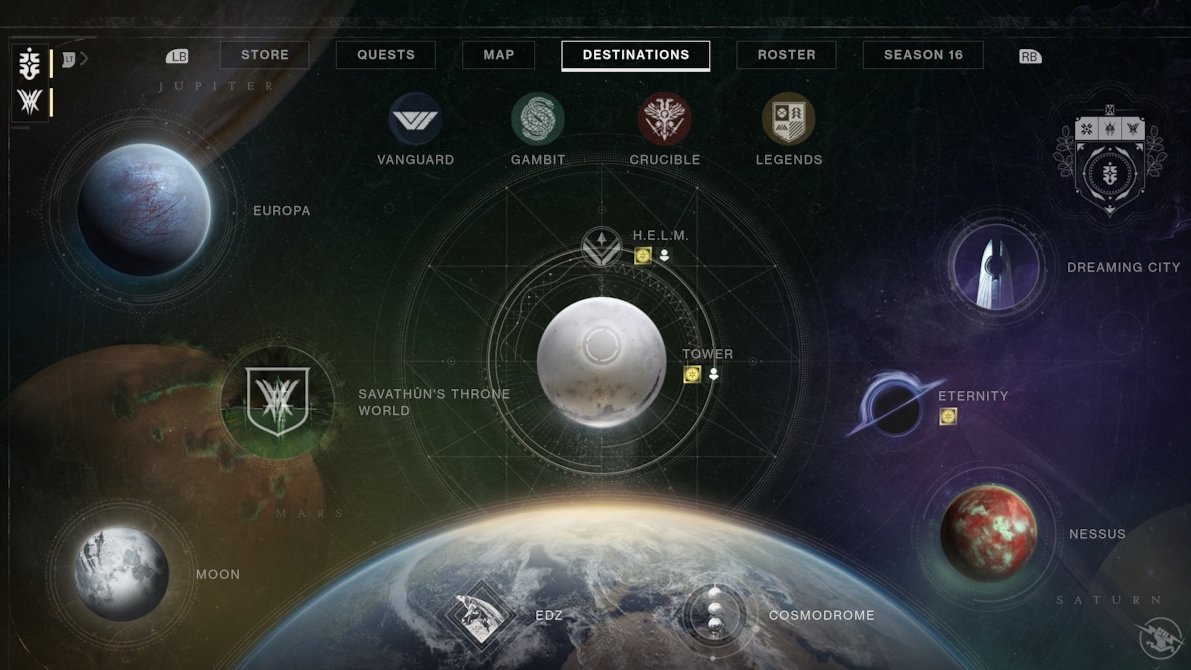 LT
LB
STORE
QUESTS
MAP
DESTINATIONS
ROSTER
SEASON 16
RB
JUPITER
VANGUARD
GAMBIT
CRUCIBLE
LEGENDS
EUROPA
H.E.L.M.
DREAMING CITY
TOWER
SAVATHÛN'S THRONE
WORLD
ETERNITY
MARS
NESSUS
MOON
SATURN
EDZ
COSMODROME